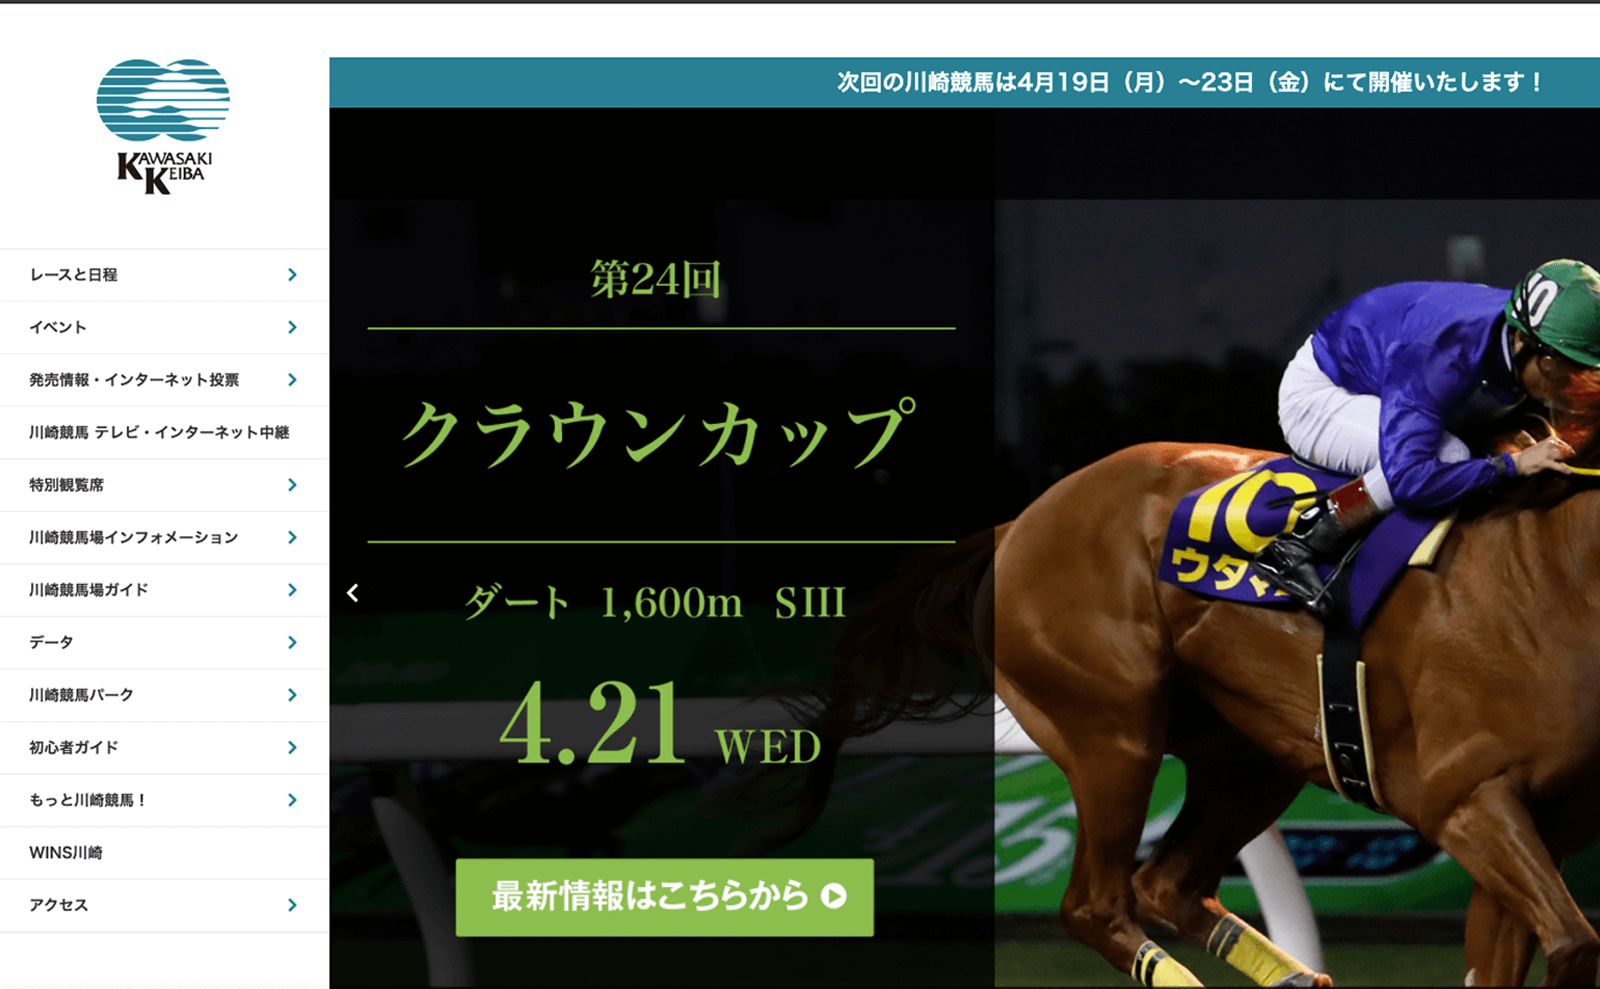 KAWASAKI
KEIBA
レースと日程
イベント
発売情報・インターネット投票
川崎競馬 テレビ・インターネット中継
特別観覧席
川崎競馬場インフォメーション
川崎競馬場ガイド
データ
川崎競馬パーク
初心者ガイド
もっと川崎競馬！
WINS川崎
アクセス
次回の川崎競馬は4月19日（月）〜23日（金）にて開催いたします！
第24回
クラウンカップ
ダート 1,600m SIII
4.21 WED
最新情報はこちらから
10
10